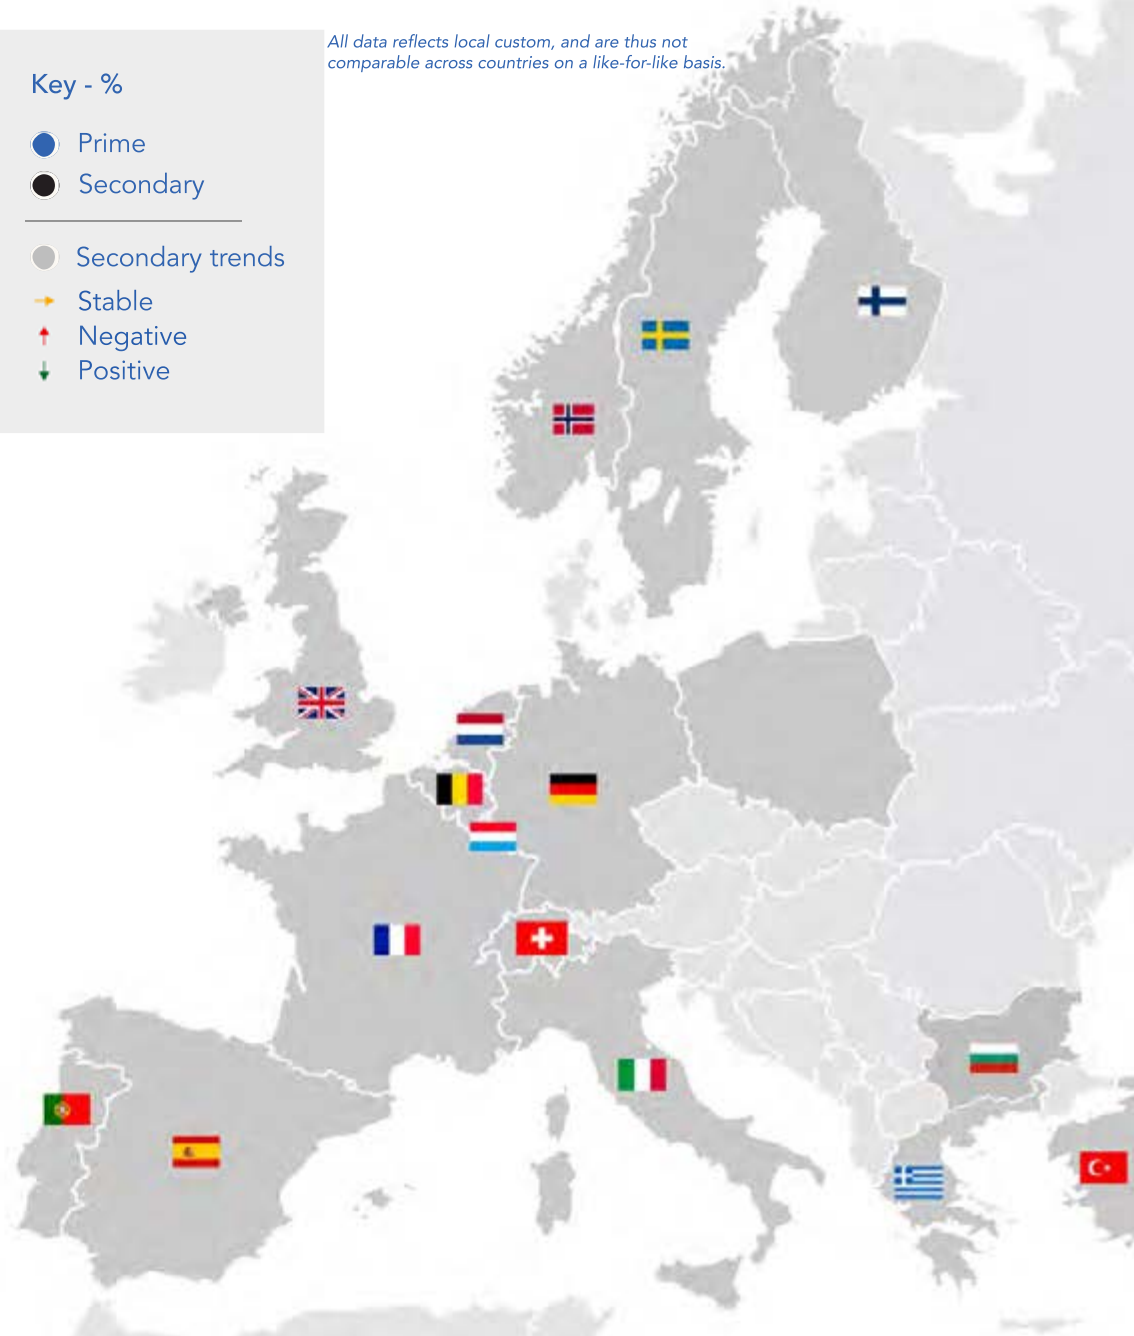 All data reflects local custom, and are thus not
comparable across countries on a like-for-like basis.
Key - %
Prime
Secondary
Secondary trends
Stable
Negative
Positive